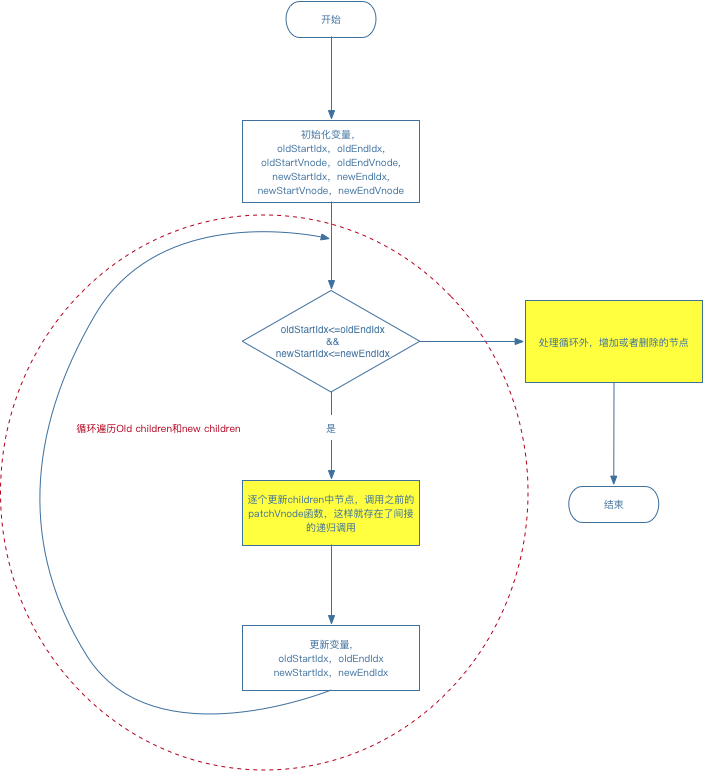 开始
初始化变量,
oldStartIdx，oldEndIdx,
oldStartVnode，oldEndVnode,
newStartIdx，newEndIdx,
newStartVnode，newEndVnode
oldStartIdx<=oldEndIdx
&&
newStartIdx<=newEndIdx
处理循环外，增加或者删除的节点
循环遍历Old children和new children
是
逐个更新children中节点，调用之前的
patchVnode函数，这样就存在了间接
的递归调用
结束
更新变量,
oldStartIdx，oldEndIdx
newStartIdx，newEndIdx